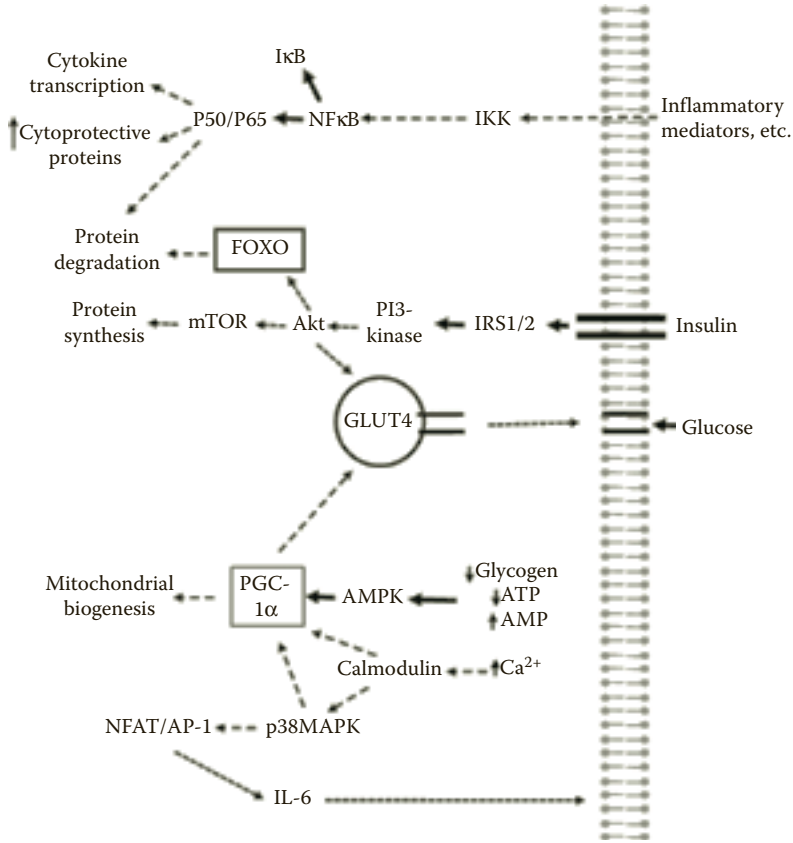 Cytokine
transcription
IκB
P50/P65
NFκB
IKK
Inflammatory
mediators, etc.
Cytoprotective
proteins
Protein
degradation
FOXO
Protein
synthesis
mTOR
Akt
PI3-
kinase
IRS1/2
Insulin
GLUT4
Glucose
Mitochondrial
biogenesis
PGC-
1α
AMPK
Glycogen
ATP
AMP
Calmodulin
Ca²⁺
NFAT/AP-1
p38MAPK
IL-6